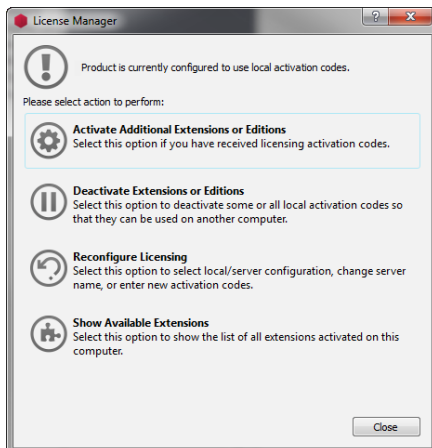 License Manager
Product is currently configured to use local activation codes.
Please select action to perform:
Activate Additional Extensions or Editions
Select this option if you have received licensing activation codes.
Deactivate Extensions or Editions
Select this option to deactivate some or all local activation codes so
that they can be used on another computer.
Reconfigure Licensing
Select this option to select local/server configuration, change server
name, or enter new activation codes.
Show Available Extensions
Select this option to show the list of all extensions activated on this
computer.
Close